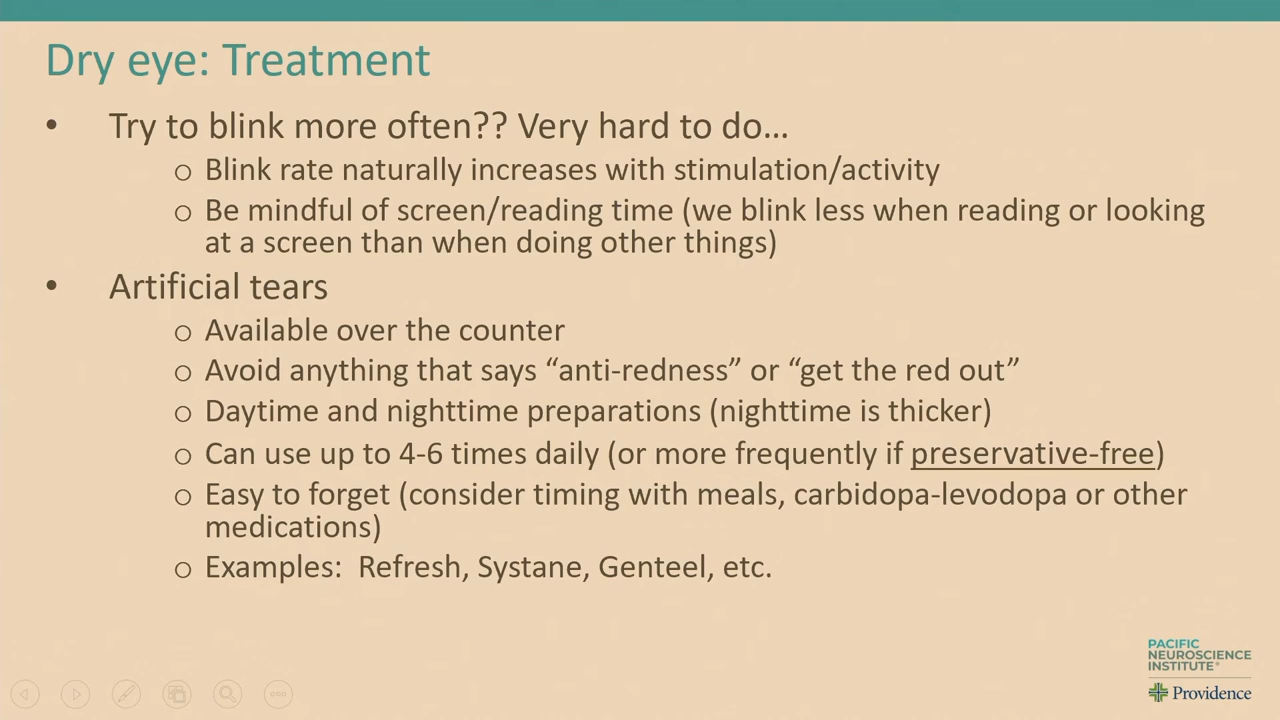 Dry eye: Treatment
• Try to blink more often?? Very hard to do…
o Blink rate naturally increases with stimulation/activity
o Be mindful of screen/reading time (we blink less when reading or looking
at a screen than when doing other things)
• Artificial tears
o Available over the counter
o Avoid anything that says “anti-redness” or “get the red out”
o Daytime and nighttime preparations (nighttime is thicker)
o Can use up to 4-6 times daily (or more frequently if preservative-free)
o Easy to forget (consider timing with meals, carbidopa-levodopa or other
medications)
o Examples:  Refresh, Systane, Genteel, etc.
PACIFIC
NEUROSCIENCE
INSTITUTE®
Providence